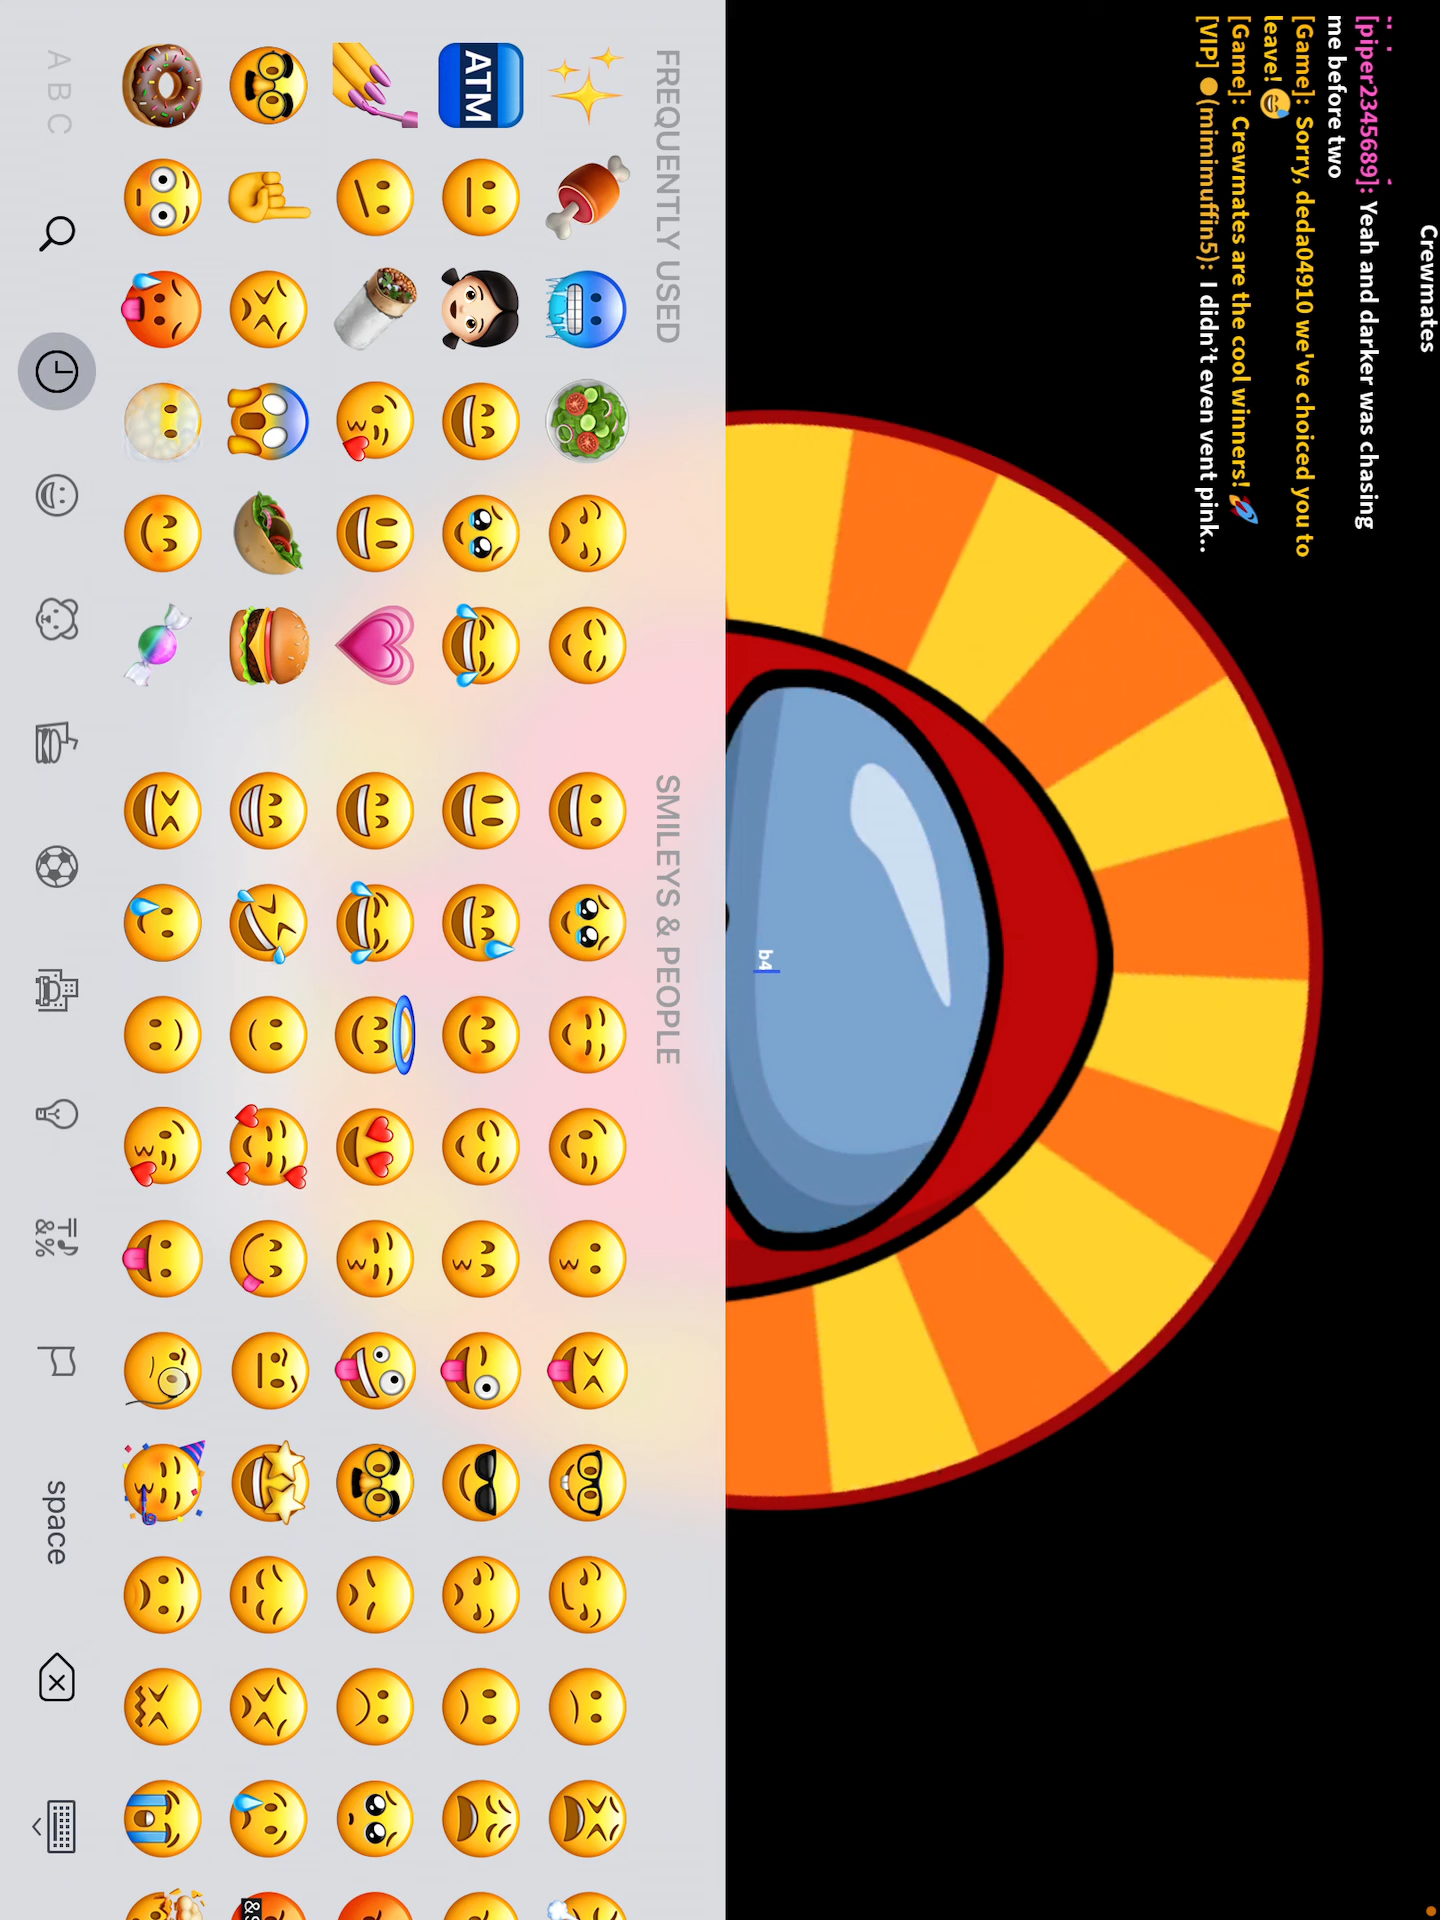 Crewmates
[piper2345689]: Yeah and darker was chasing
me before two
[Game]: Sorry, deda04910 we've choiced you to
leave! 😅
[Game]: Crewmates are the cool winners! 🚀
[VIP] ●(mimimuffin5): I didn't even vent pink..
b4
FREQUENTLY USED
SMILEYS & PEOPLE
ATM
ABC
space